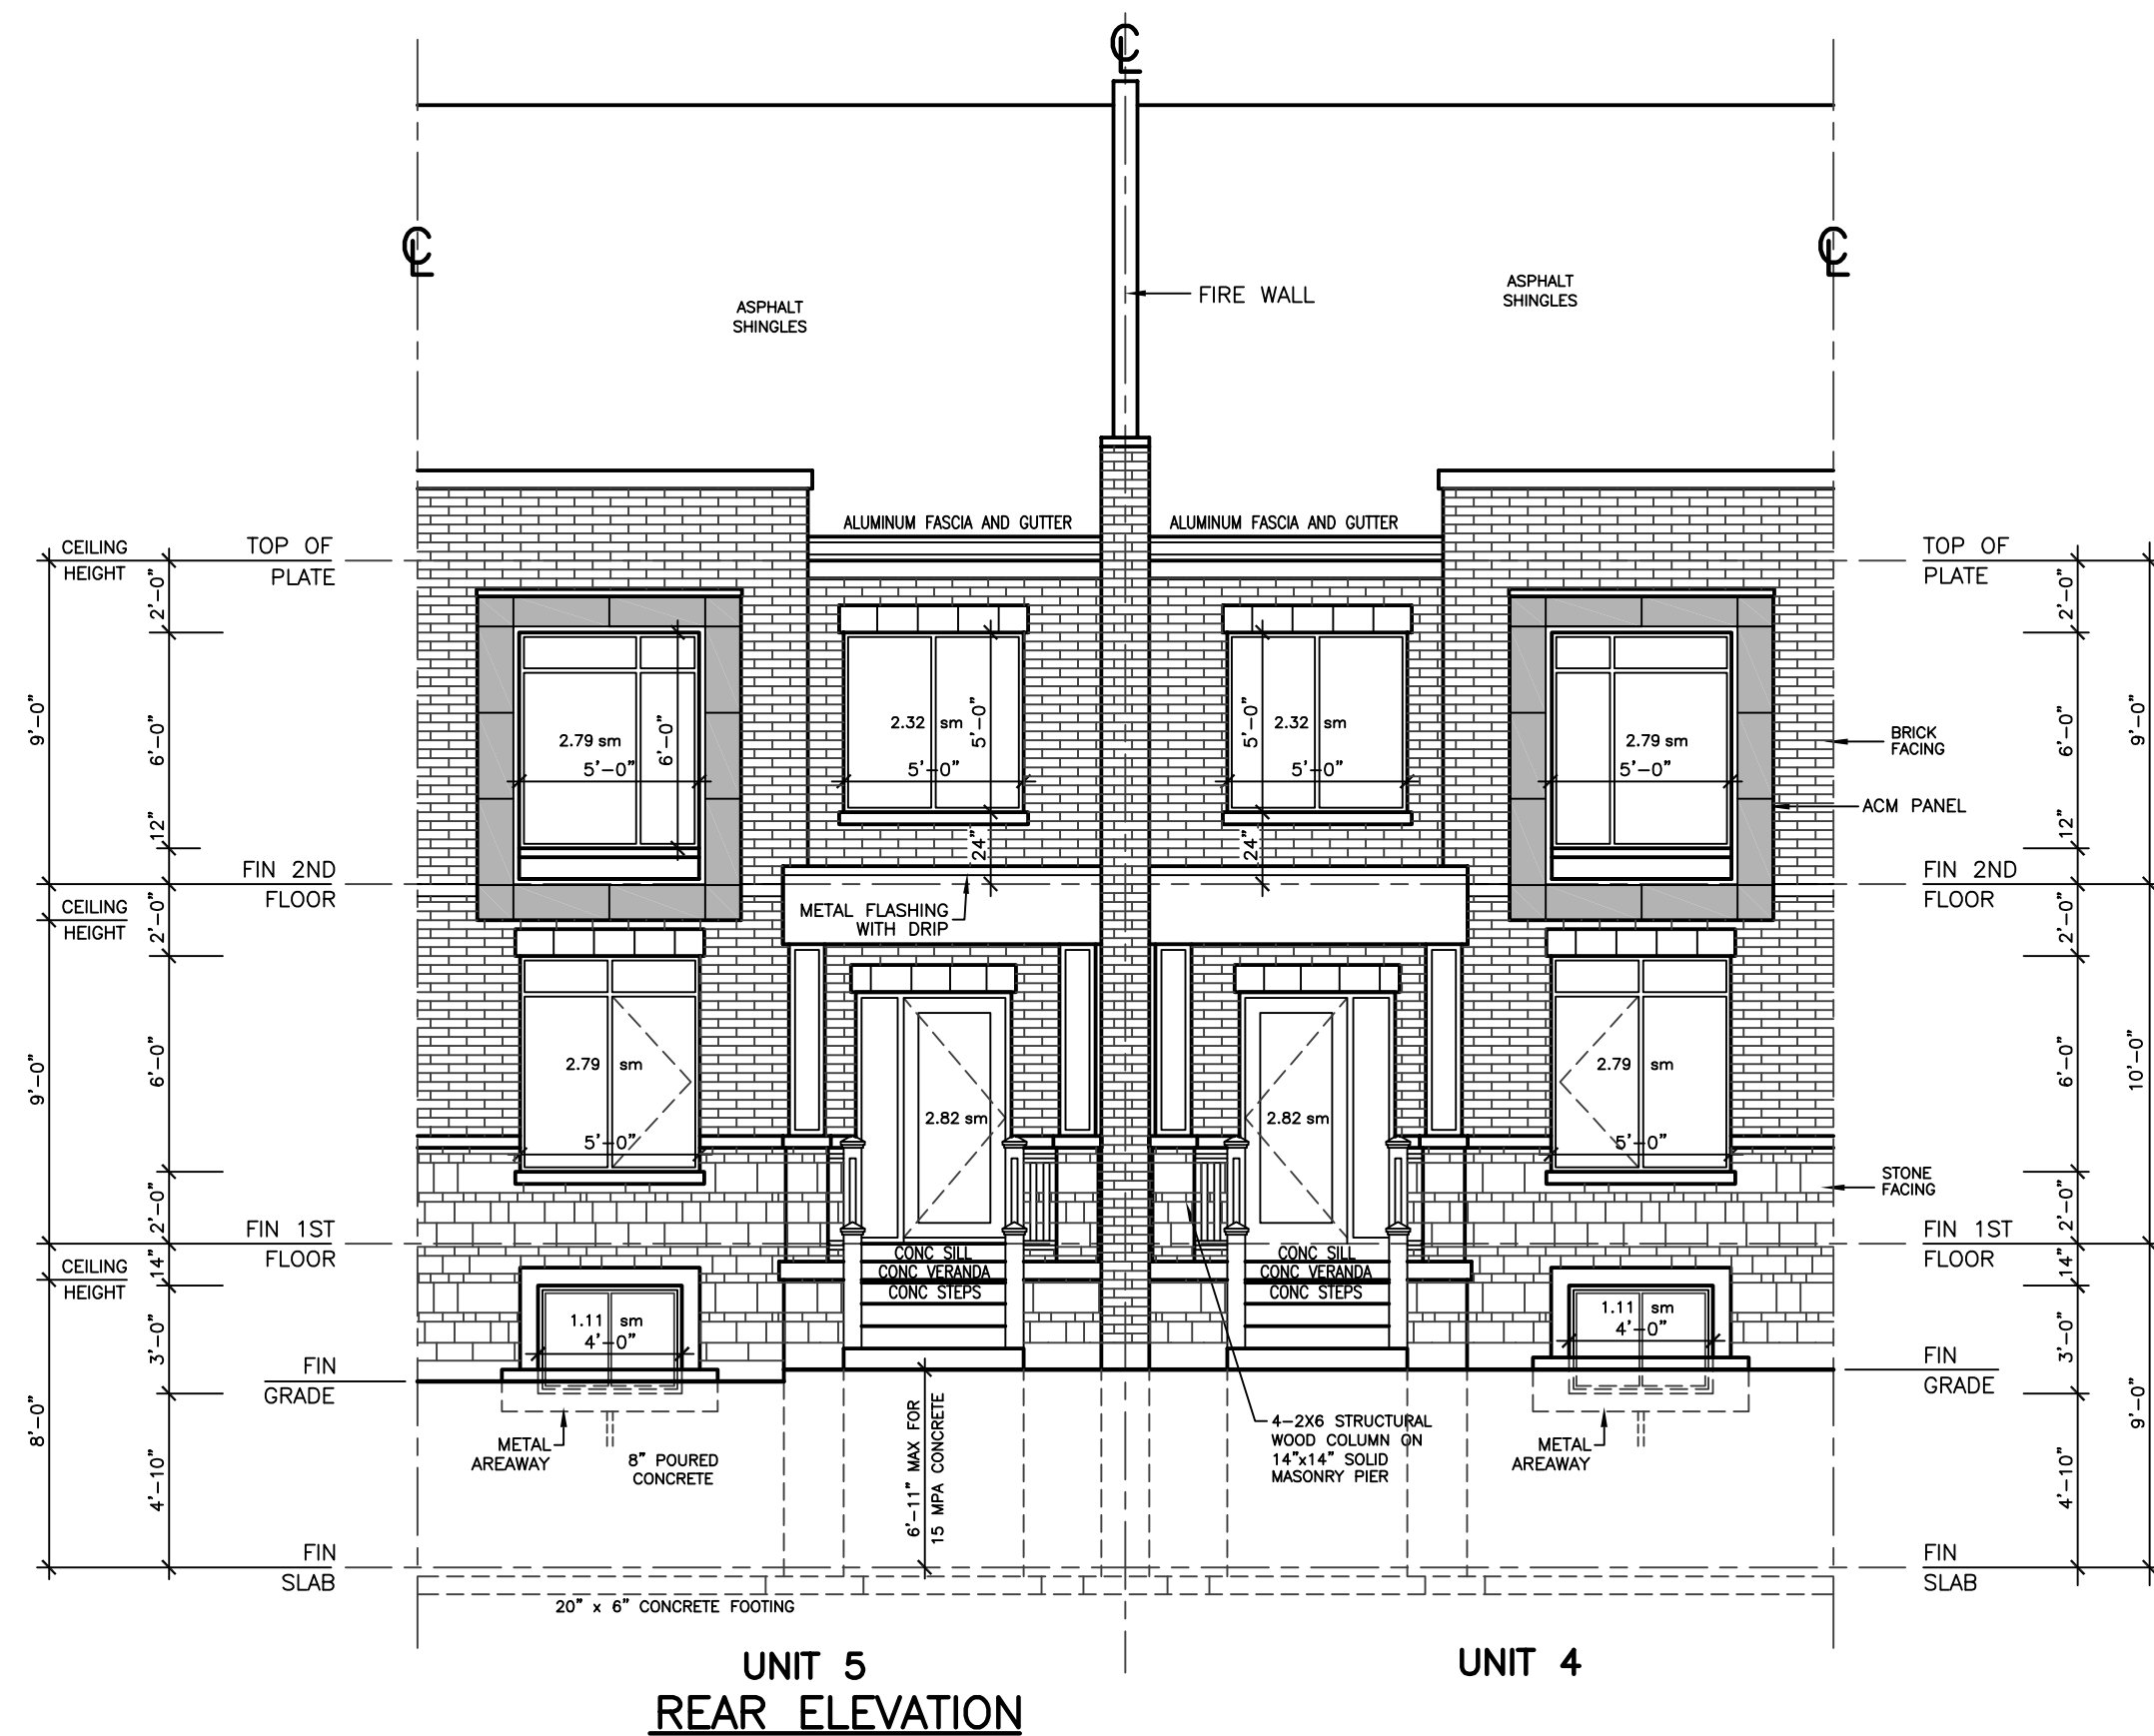 CL
CL
CL
ASPHALT
SHINGLES
FIRE WALL
ASPHALT
SHINGLES
ALUMINUM FASCIA AND GUTTER
ALUMINUM FASCIA AND GUTTER
CEILING
HEIGHT
TOP OF
PLATE
TOP OF
PLATE
2'-0"
2'-0"
9'-0"
6'-0"
12"
2.79 sm
5'-0"
6'-0"
2.32 sm
5'-0"
5'-0"
24"
2.32 sm
5'-0"
5'-0"
24"
2.79 sm
5'-0"
BRICK
FACING
ACM PANEL
6'-0"
12"
9'-0"
FIN 2ND
FLOOR
CEILING
HEIGHT
METAL FLASHING
WITH DRIP
FIN 2ND
FLOOR
2'-0"
2'-0"
9'-0"
6'-0"
2.79 sm
5'-0"
2.82 sm
2.82 sm
2.79 sm
5'-0"
6'-0"
10'-0"
STONE
FACING
2'-0"
2'-0"
FIN 1ST
FLOOR
CEILING
HEIGHT
14"
CONC SILL
CONC VERANDA
CONC STEPS
CONC SILL
CONC VERANDA
CONC STEPS
FIN 1ST
FLOOR
14"
3'-0"
1.11 sm
4'-0"
1.11 sm
4'-0"
3'-0"
FIN
GRADE
FIN
GRADE
8'-0"
4'-10"
METAL
AREAWAY
8" POURED
CONCRETE
6'-11" MAX FOR
15 MPA CONCRETE
4-2X6 STRUCTURAL
WOOD COLUMN ON
14"x14" SOLID
MASONRY PIER
METAL
AREAWAY
4'-10"
9'-0"
FIN
SLAB
FIN
SLAB
20" x 6" CONCRETE FOOTING
UNIT 5
UNIT 4
REAR ELEVATION